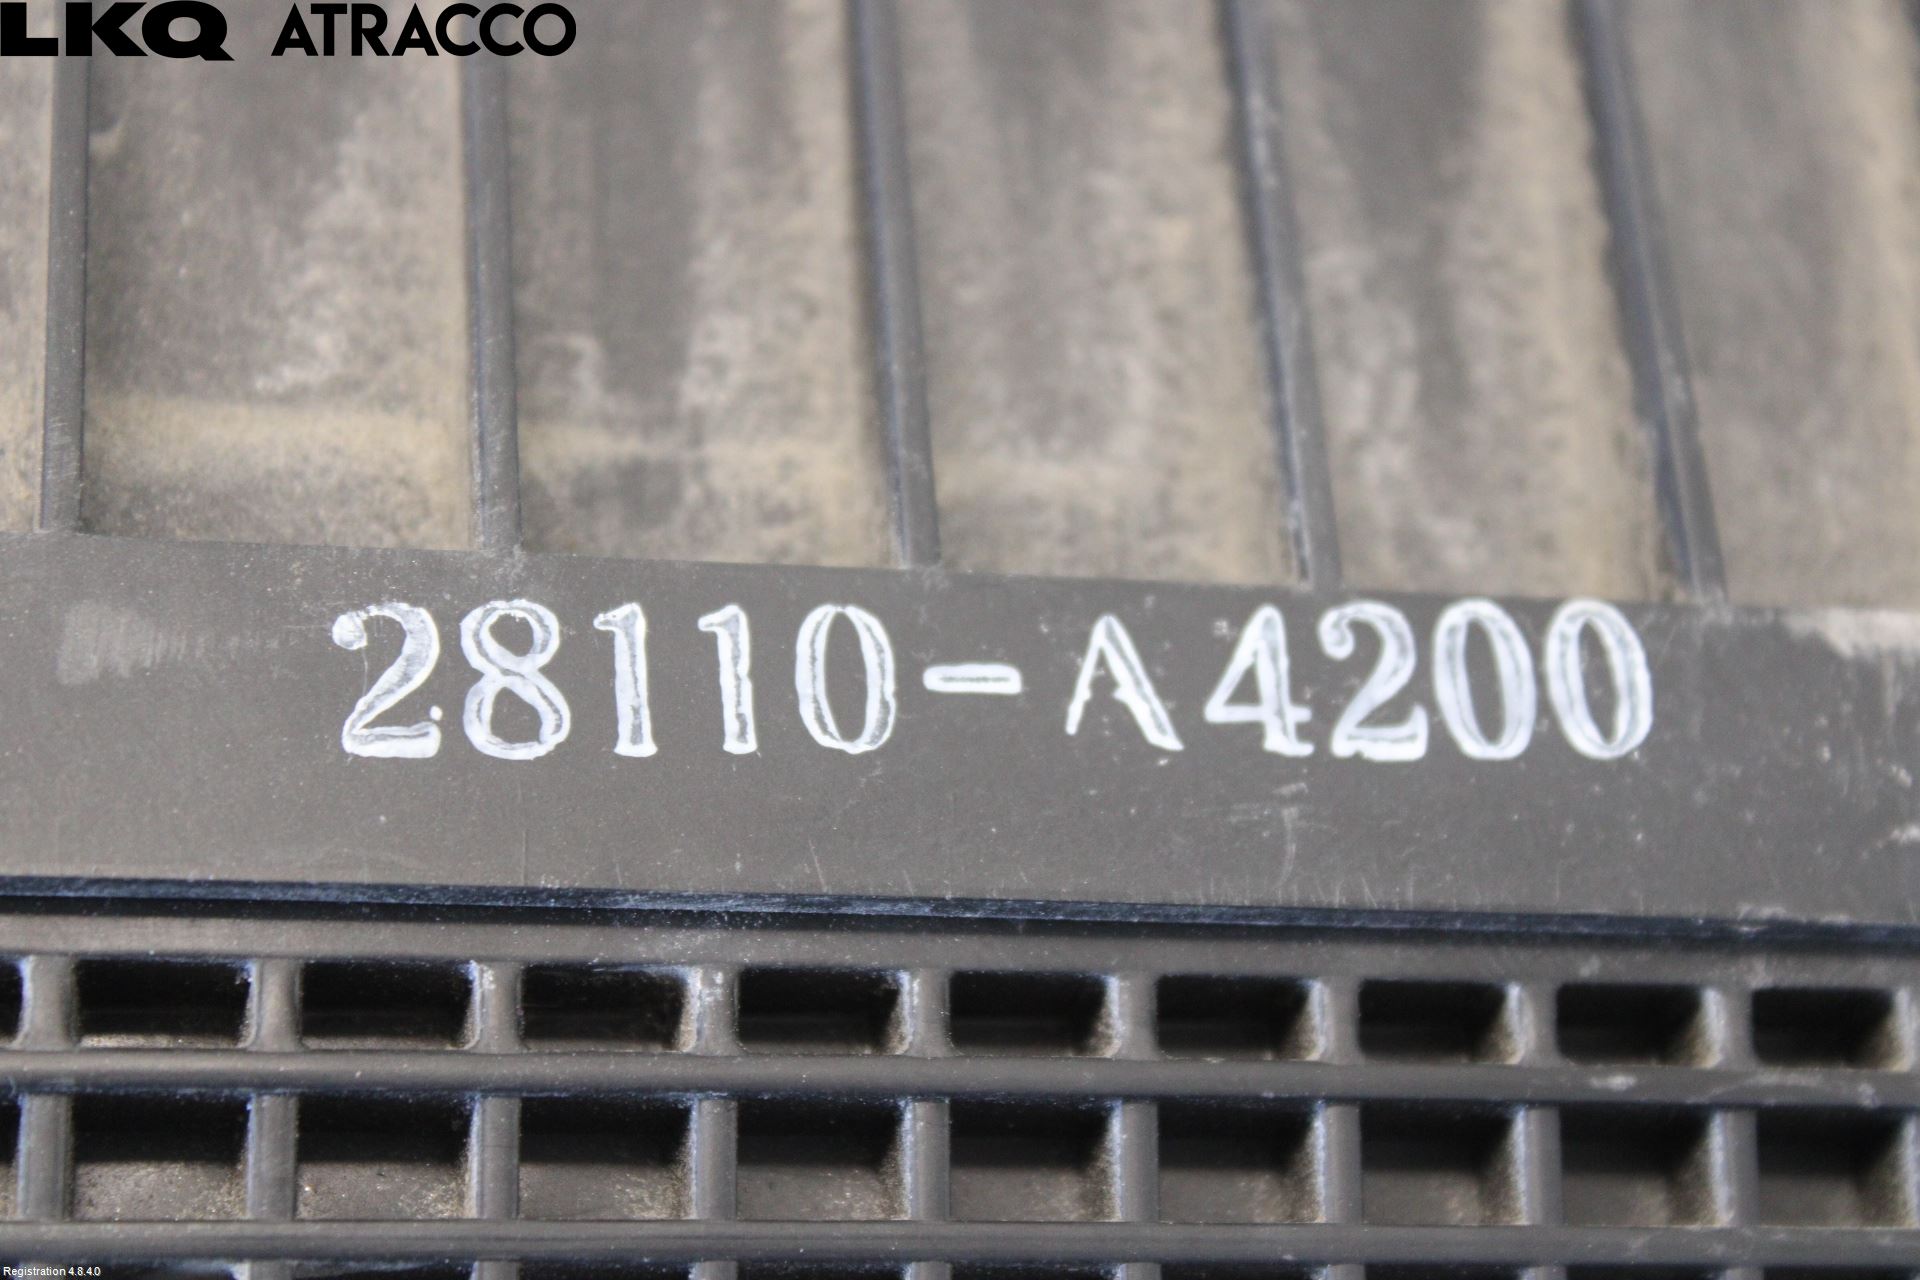 LKQ ATRACCO
28110-A4200
Registration 4.8.4.0